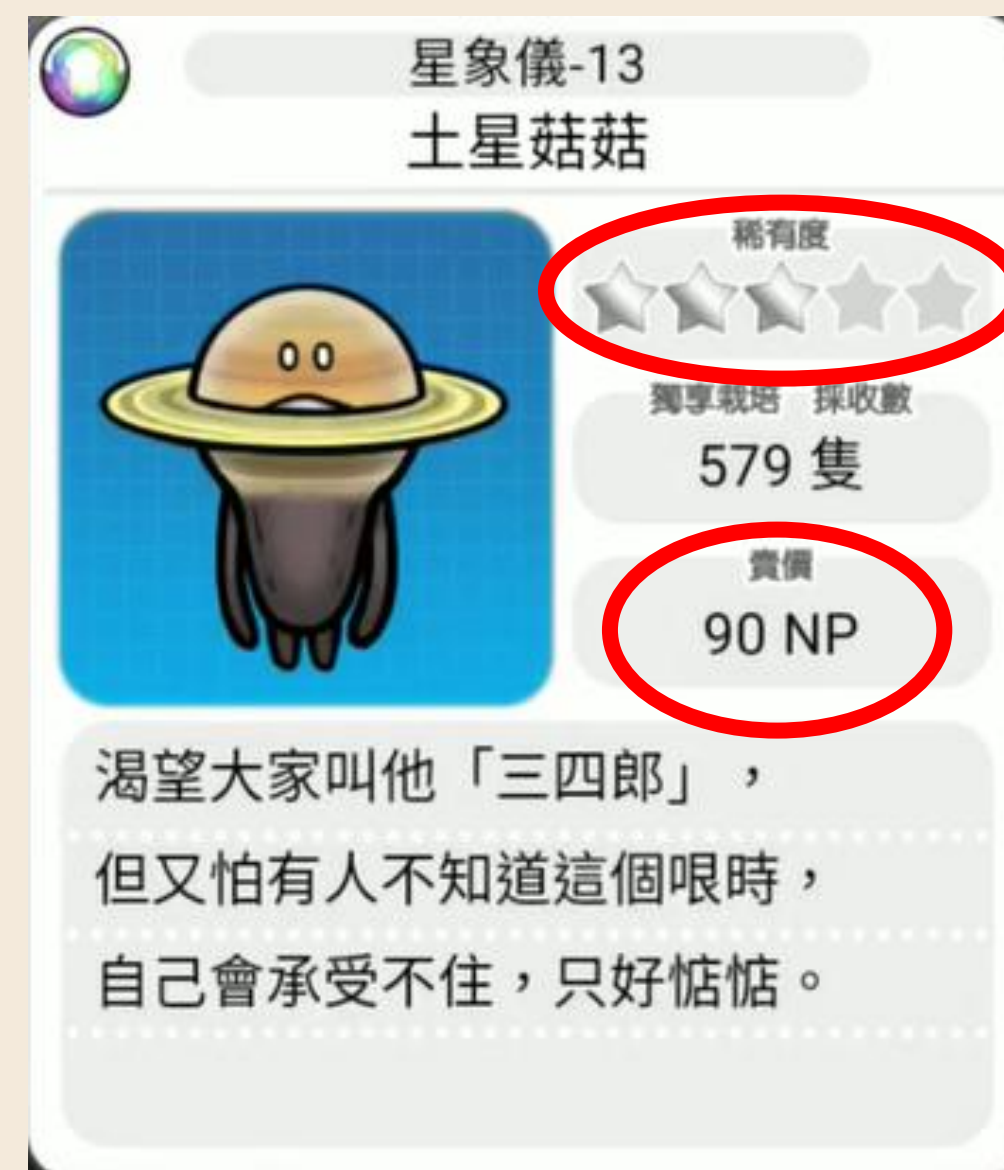 星象儀-13
土星菇菇
稀有度
獨享栽培 採收數
579 隻
賣價
90 NP
渴望大家叫他「三四郎」，
但又怕有人不知道這個哏時，
自己會承受不住，只好惦惦。